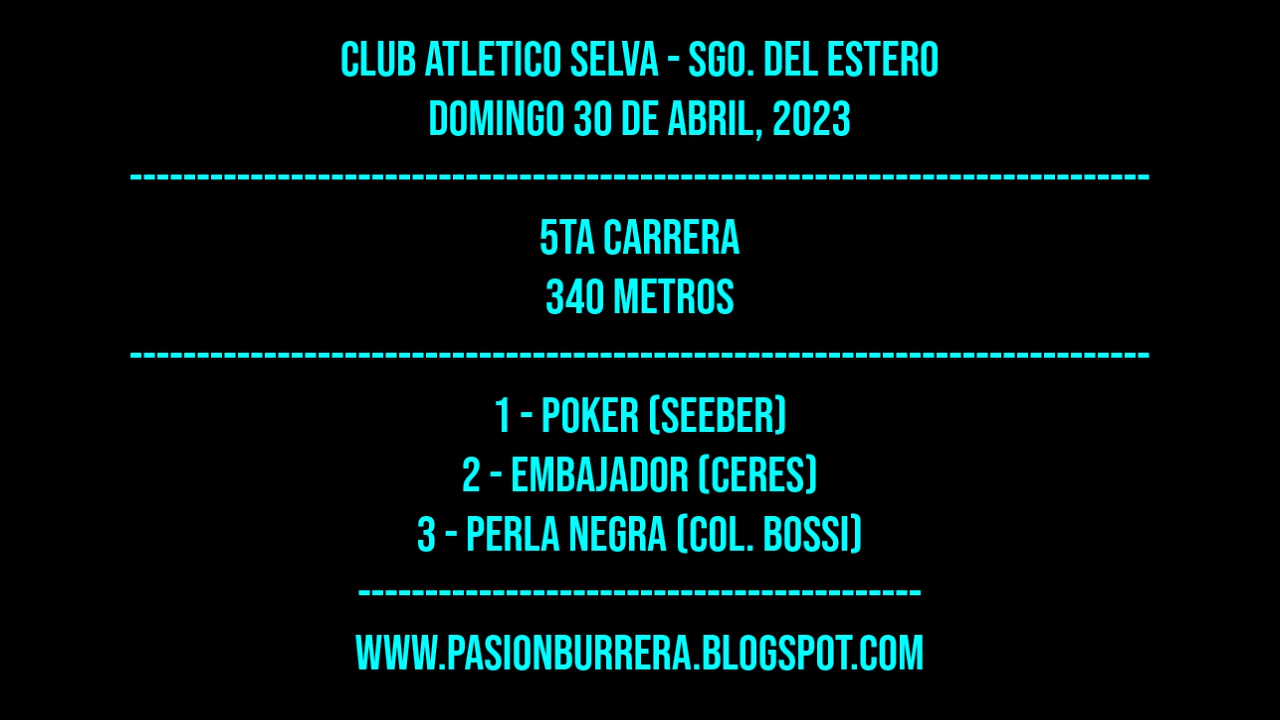 CLUB ATLETICO SELVA - SGO. DEL ESTERO
DOMINGO 30 DE ABRIL, 2023
----------------------------------------------------------------------------
5TA CARRERA
340 METROS
----------------------------------------------------------------------------
1 - POKER (SEEBER)
2 - EMBAJADOR (CERES)
3 - PERLA NEGRA (COL. BOSSI)
------------------------------------------
WWW.PASIONBURRERA.BLOGSPOT.COM